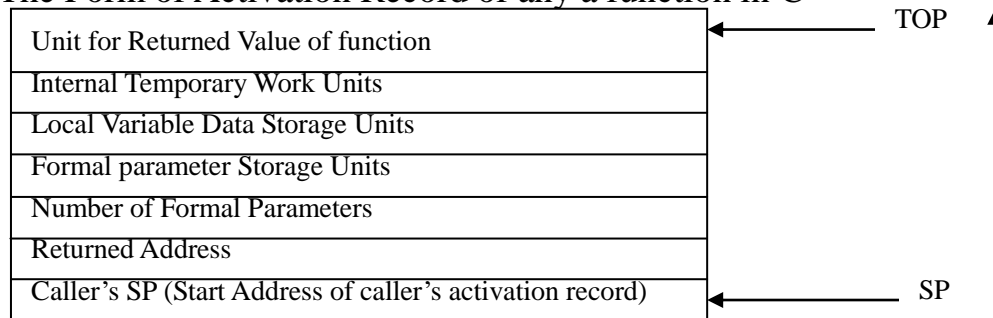 The Form of Activation Record of any a function in C
Unit for Returned Value of function
TOP
Internal Temporary Work Units
Local Variable Data Storage Units
Formal parameter Storage Units
Number of Formal Parameters
Returned Address
Caller's SP (Start Address of caller's activation record)
SP